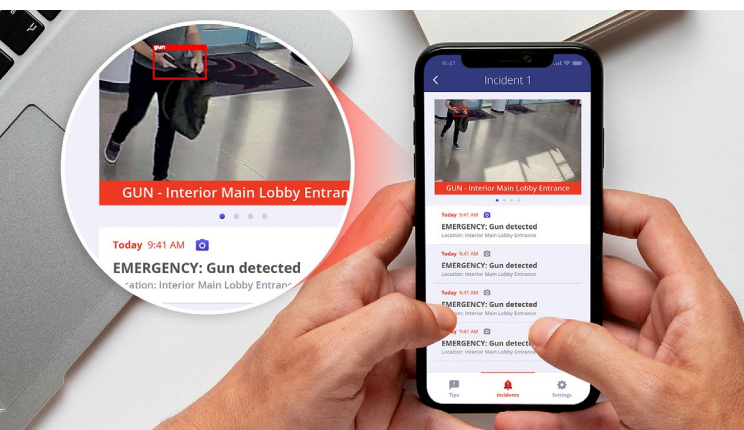 gun
GUN - Interior Main Lobby Entran
Today 9:41 AM
EMERGENCY: Gun detected
Location: Interior Main Lobby Entranc
9:41
Incident 1
GUN - Interior Main Lobby Entrance
Today 9:41 AM
EMERGENCY: Gun detected
Location: Interior Main Lobby Entrance
Today 9:41 AM
EMERGENCY: Gun detected
Location: Interior Main Lobby Entrance
Today 9:41 AM
EMERGENCY: Gun detected
Location: Interior Main Lobby Entrance
Today 9:41 AM
EMERGENCY: Gun detected
Location: Interior Main Lobby Entrance
Tips
Incidents
Settings